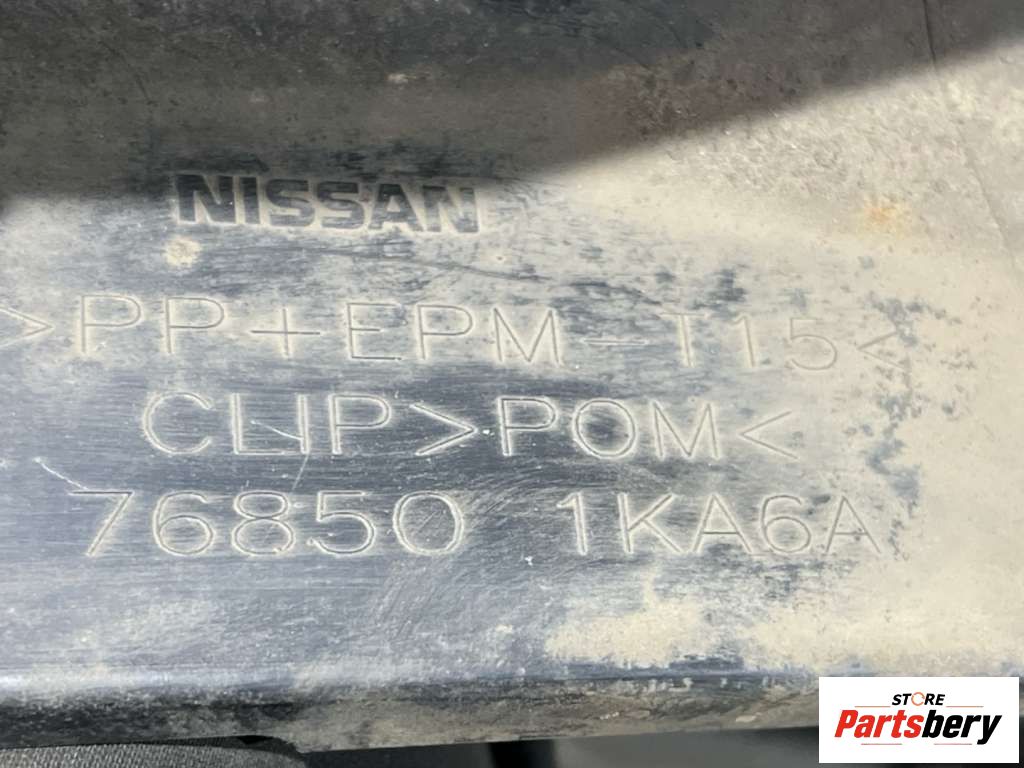 NISSAN
>PP+EPM-T15<
CLIP>POM<
76850 1KA6A
STORE
Partsbery